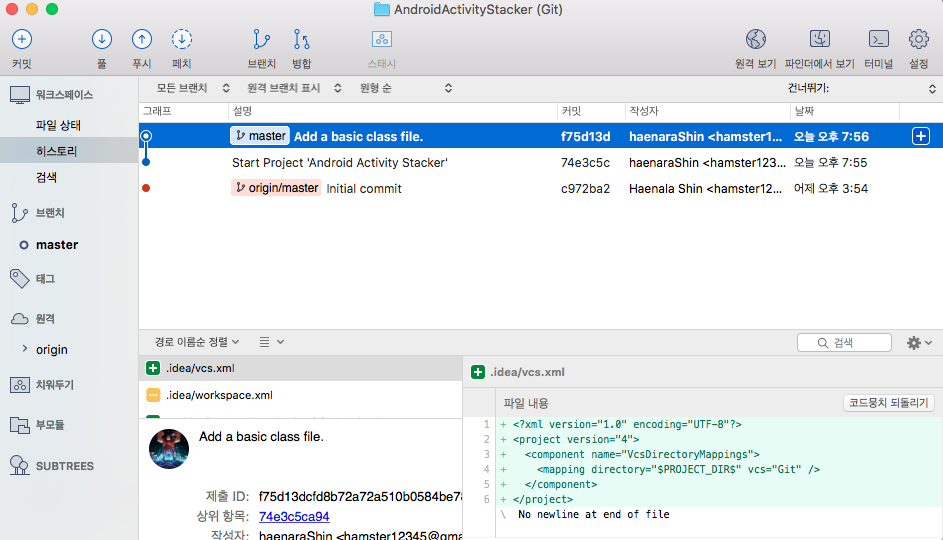 AndroidActivityStacker (Git)
커밋 풀 푸시 페치 브랜치 병합 스태시 원격 보기 파인더에서 보기 터미널 설정
워크스페이스
파일 상태
히스토리
검색
브랜치
master
태그
원격
origin
치워두기
부모듈
SUBTREES
모든 브랜치 원격 브랜치 표시 원형 순 건너뛰기:
그래프 설명 커밋 작성자 날짜
master Add a basic class file. f75d13d haenaraShin <hamster1... 오늘 오후 7:56
Start Project 'Android Activity Stacker' 74e3c5c haenaraShin <hamster123... 오늘 오후 7:55
origin/master Initial commit c972ba2 Haenala Shin <hamster12... 어제 오후 3:54
경로 이름순 정렬 검색
.idea/vcs.xml
.idea/workspace.xml
Add a basic class file.
제출 ID: f75d13dcfd8b72a72a510b0584be78
상위 항목: 74e3c5ca94
작성자: haenaraShin <hamster12345@gma
.idea/vcs.xml
파일 내용 코드뭉치 되돌리기
1 + <?xml version="1.0" encoding="UTF-8"?>
2 + <project version="4">
3 + <component name="VcsDirectoryMappings">
4 + <mapping directory="$PROJECT_DIR$" vcs="Git" />
5 + </component>
6 + </project>
\ No newline at end of file